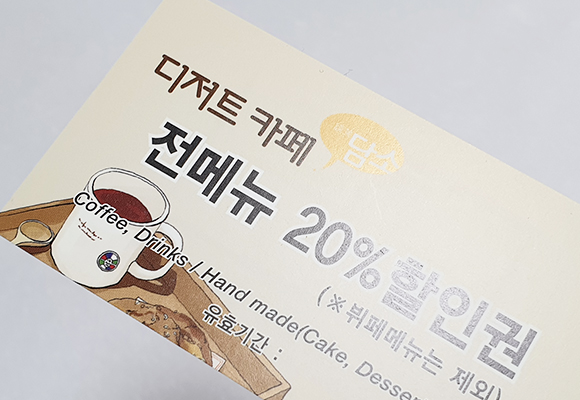 디저트 카페
담소
전메뉴 20%할인권
(※뷔페메뉴는 제외)
Coffee, Drinks / Hand made(Cake, Desser
유효기간 :